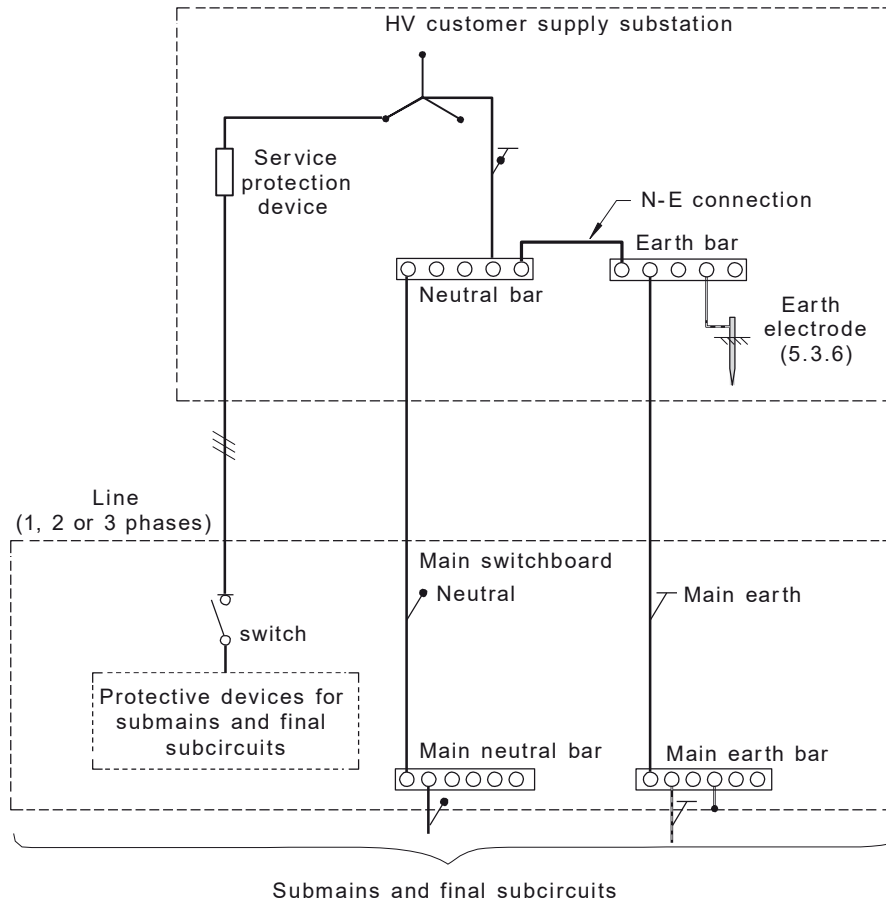 HV customer supply substation
Service
protection
device
N-E connection
Earth bar
Neutral bar
Earth
electrode
(5.3.6)
Line
(1, 2 or 3 phases)
Main switchboard
Neutral
Main earth
switch
Protective devices for
submains and final
subcircuits
Main neutral bar
Main earth bar
Submains and final subcircuits